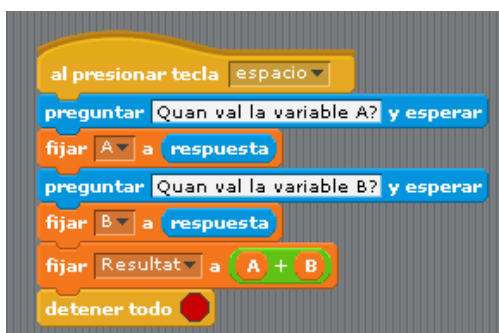 al presionar tecla espacio
preguntar Quan val la variable A? y esperar
fijar A a respuesta
preguntar Quan val la variable B? y esperar
fijar B a respuesta
fijar Resultat a A + B
detener todo